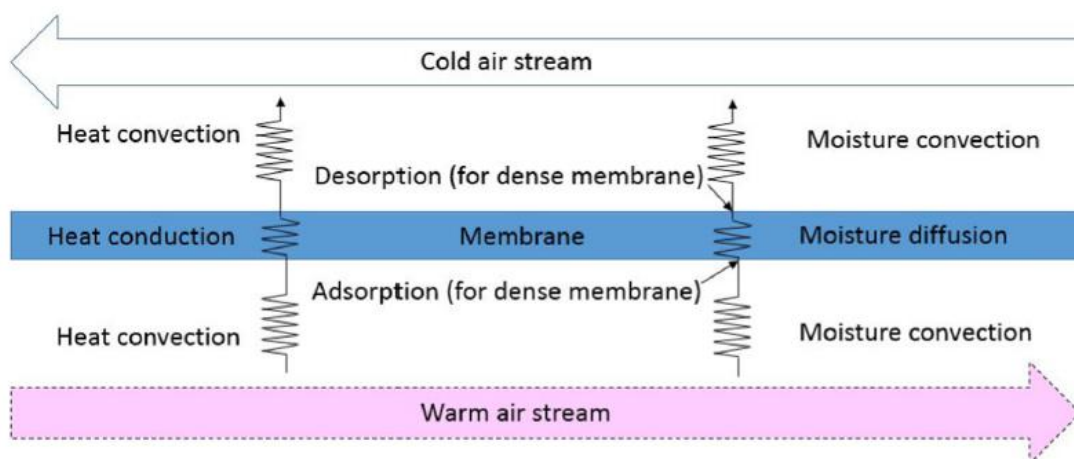 Cold air stream
Heat convection
Moisture convection
Desorption (for dense membrane)
Heat conduction
Membrane
Moisture diffusion
Adsorption (for dense membrane)
Heat convection
Moisture convection
Warm air stream